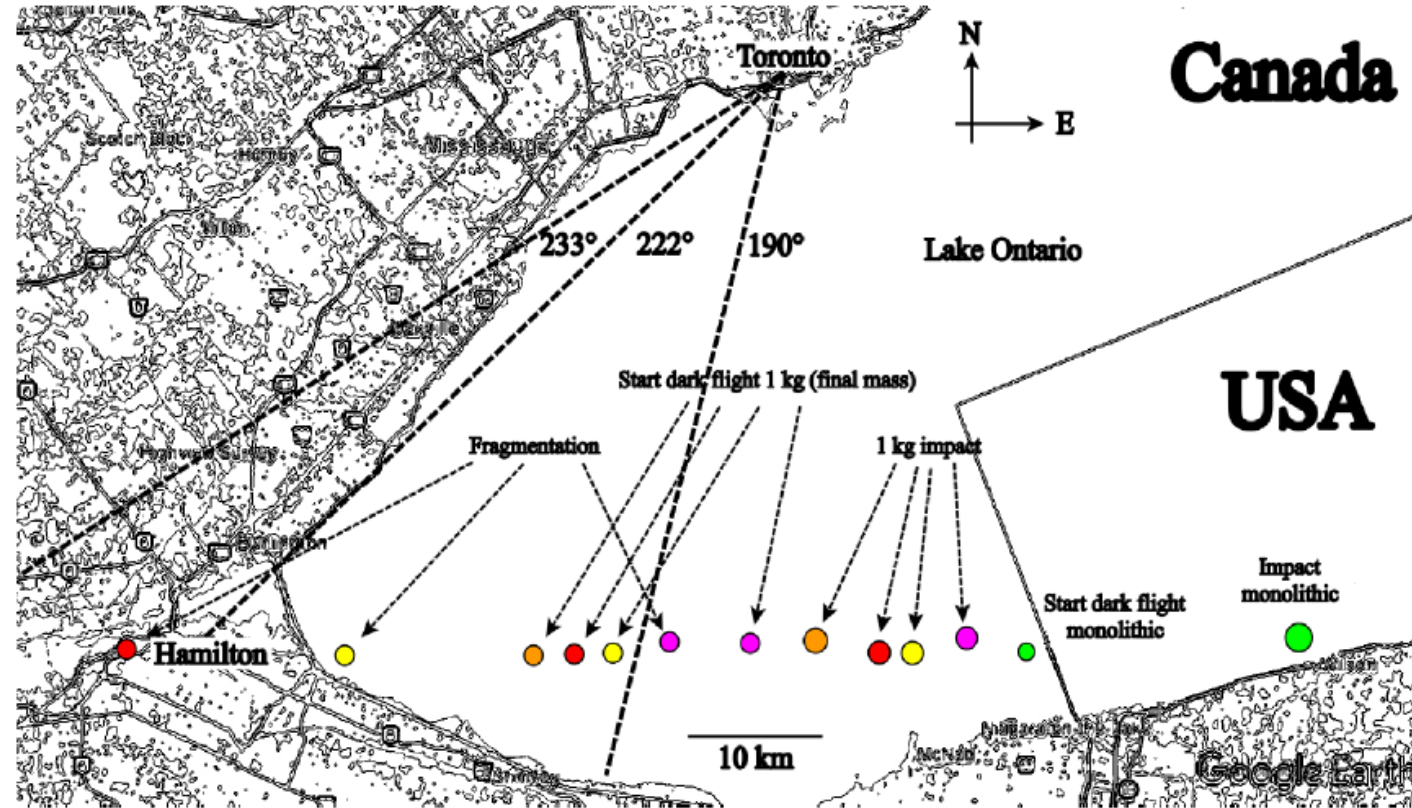 Toronto
N
E
Canada
Mississauga
Hornby
233°
222°
190°
Lake Ontario
Start dark flight 1 kg (final mass)
USA
Fragmentation
1 kg impact
Impact
monolithic
Start dark flight
monolithic
Hamilton
10 km
Google Earth